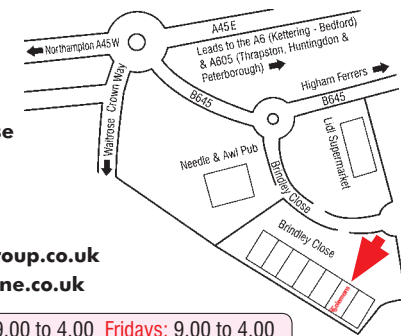 A45E
Northampton A45W
Leads to the A6 (Kettering - Bedford)
& A605 (Thrapston, Huntingdon &
Peterborough)
Higham Ferrers
B645
B645
Waitrose Crown Way
se
Needle & Awl Pub
Lidl Supermarket
Brindley Close
Brindley Close
roup.co.uk
ne.co.uk
9.00 to 4.00 Fridays: 9.00 to 4.00